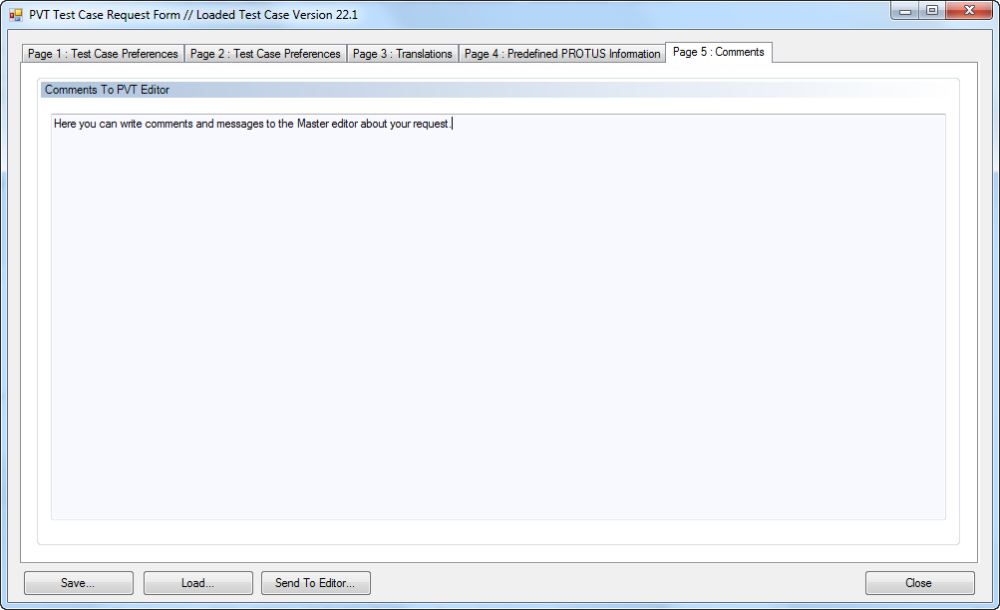 PVT Test Case Request Form // Loaded Test Case Version 22.1
Page 1 : Test Case Preferences Page 2 : Test Case Preferences Page 3 : Translations Page 4 : Predefined PROTUS Information Page 5 : Comments
Comments To PVT Editor
Here you can write comments and messages to the Master editor about your request.
Save... Load... Send To Editor... Close